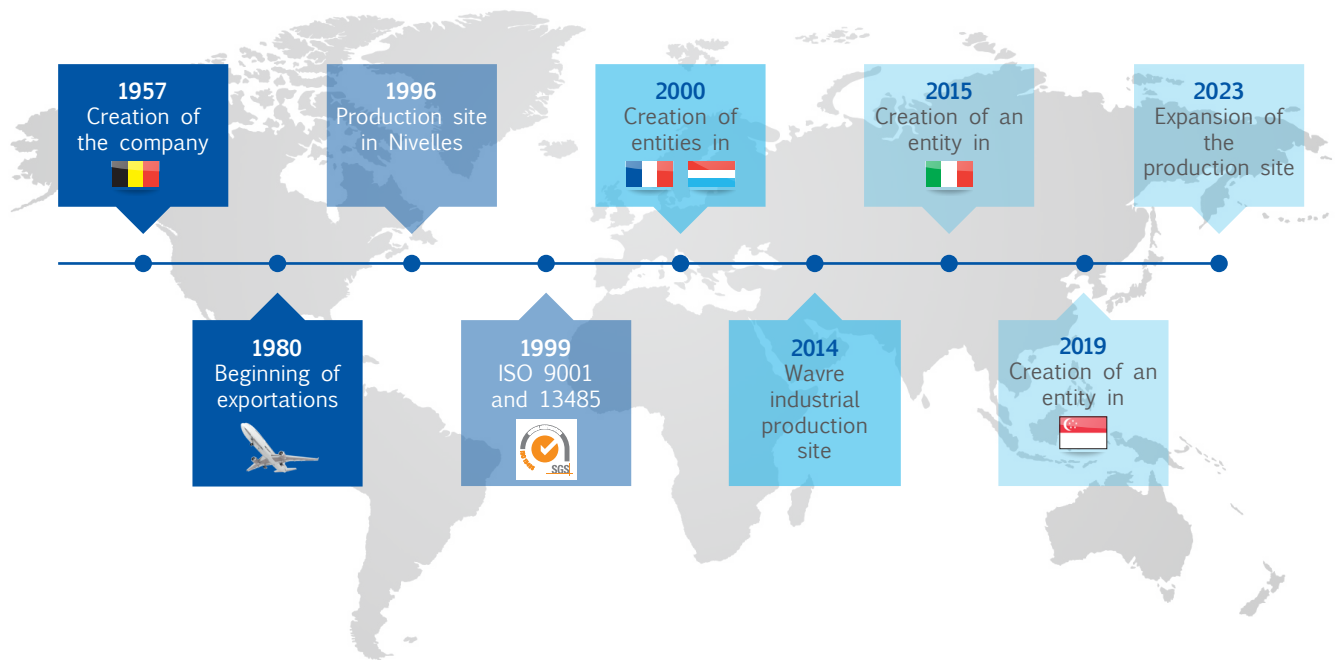 1957
Creation of
the company
1980
Beginning of
exportations
1996
Production site
in Nivelles
1999
ISO 9001
and 13485
SGS
2000
Creation of
entities in
2014
Wavre
industrial
production
site
2015
Creation of an
entity in
2019
Creation of an
entity in
2023
Expansion of
the
production site